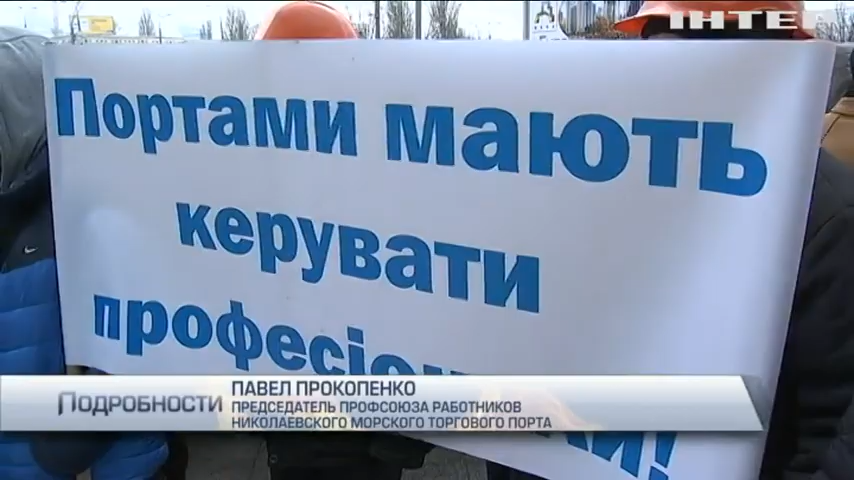 ІНТЕР
Портами мають
керувати
ПОДРОБНОСТИ
ПАВЕЛ ПРОКОПЕНКО
ПРЕДСЕДАТЕЛЬ ПРОФСОЮЗА РАБОТНИКОВ
НИКОЛАЕВСКОГО МОРСКОГО ТОРГОВОГО ПОРТА